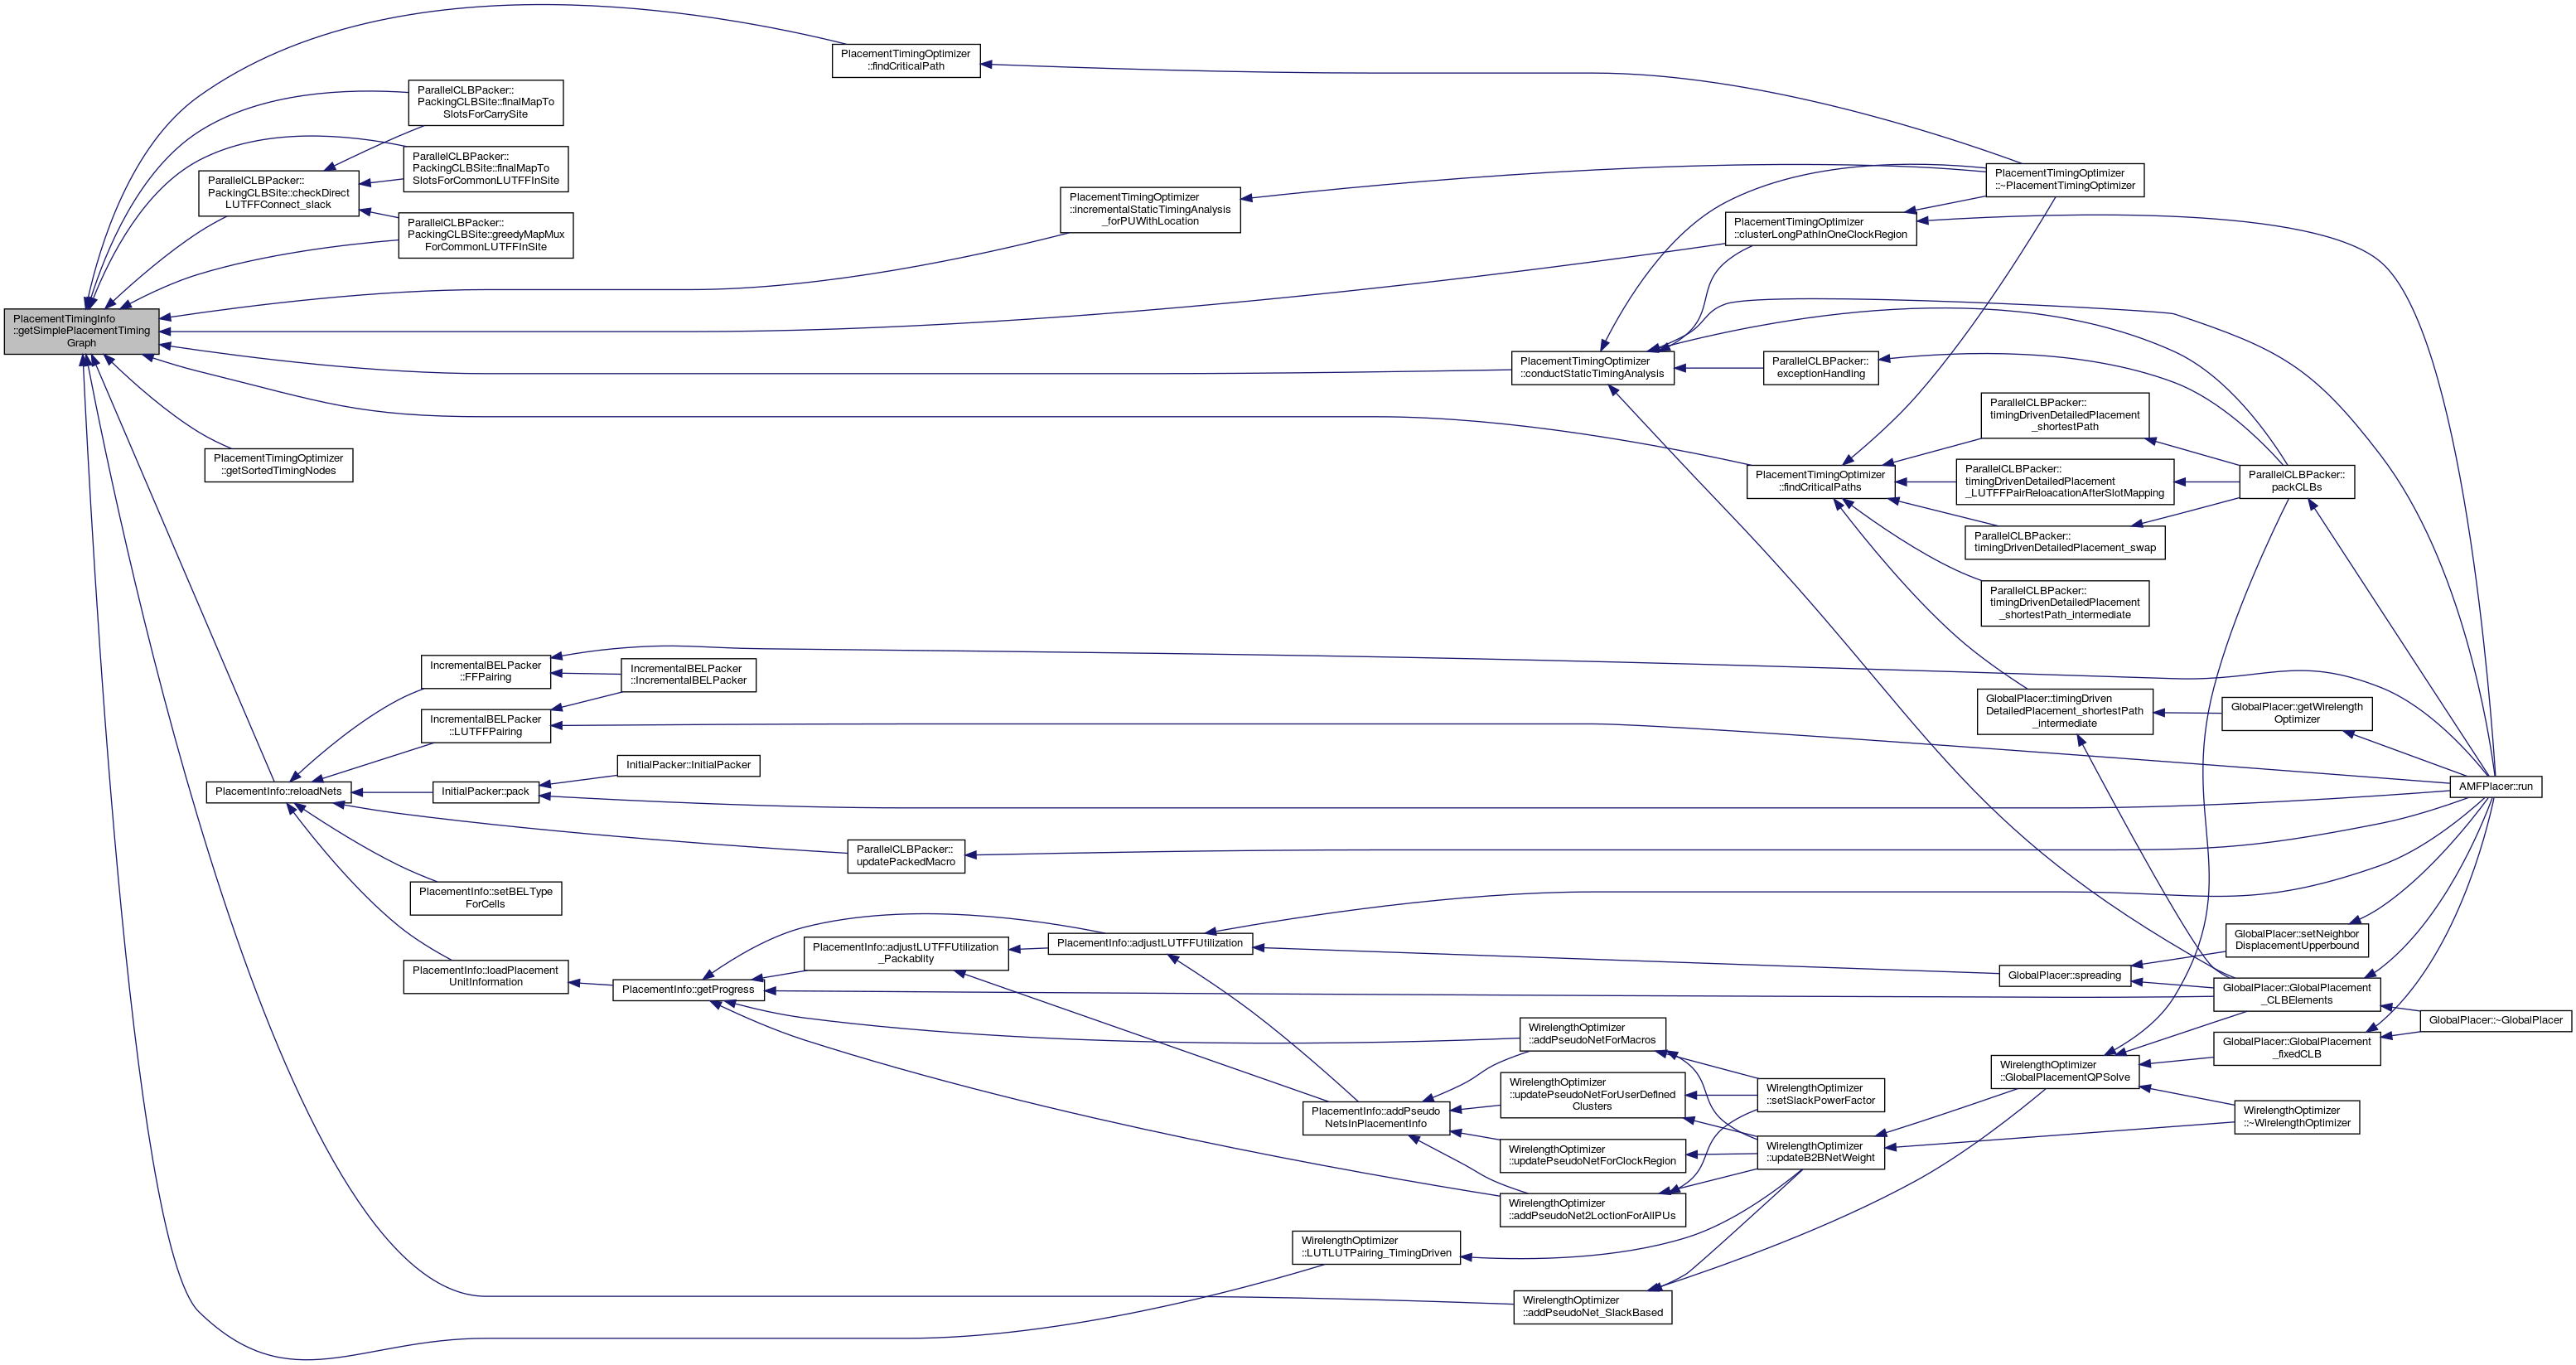 PlacementTimingInfo
::getSimplePlacementTiming
Graph
PlacementTimingOptimizer
::findCriticalPath
ParallelCLBPacker::
PackingCLBSite::finalMapTo
SlotsForCarrySite
ParallelCLBPacker::
PackingCLBSite::finalMapTo
SlotsForCommonLUTFFInSite
ParallelCLBPacker::
PackingCLBSite::checkDirect
LUTFFConnect_slack
ParallelCLBPacker::
PackingCLBSite::greedyMapMux
ForCommonLUTFFInSite
PlacementTimingOptimizer
::incrementalStaticTimingAnalysis
_forPUWithLocation
PlacementTimingOptimizer
::~PlacementTimingOptimizer
PlacementTimingOptimizer
::clusterLongPathInOneClockRegion
PlacementTimingOptimizer
::conductStaticTimingAnalysis
ParallelCLBPacker::
exceptionHandling
ParallelCLBPacker::
timingDrivenDetailedPlacement
_shortestPath
PlacementTimingOptimizer
::getSortedTimingNodes
PlacementTimingOptimizer
::findCriticalPaths
ParallelCLBPacker::
timingDrivenDetailedPlacement
_LUTFFPairReloacationAfterSlotMapping
ParallelCLBPacker::
packCLBs
ParallelCLBPacker::
timingDrivenDetailedPlacement_swap
ParallelCLBPacker::
timingDrivenDetailedPlacement
_shortestPath_intermediate
IncrementalBELPacker
::FFPairing
IncrementalBELPacker
::IncrementalBELPacker
IncrementalBELPacker
::LUTFFPairing
GlobalPlacer::timingDriven
DetailedPlacement_shortestPath
_intermediate
GlobalPlacer::getWirelength
Optimizer
InitialPacker::InitialPacker
PlacementInfo::reloadNets
InitialPacker::pack
AMFPlacer::run
ParallelCLBPacker::
updatePackedMacro
PlacementInfo::setBELType
ForCells
PlacementInfo::loadPlacement
UnitInformation
PlacementInfo::getProgress
PlacementInfo::adjustLUTFFUtilization
_Packablity
PlacementInfo::adjustLUTFFUtilization
GlobalPlacer::spreading
GlobalPlacer::setNeighbor
DisplacementUpperbound
GlobalPlacer::GlobalPlacement
_CLBElements
GlobalPlacer::~GlobalPlacer
GlobalPlacer::GlobalPlacement
_fixedCLB
WirelengthOptimizer
::addPseudoNetForMacros
WirelengthOptimizer
::GlobalPlacementQPSolve
WirelengthOptimizer
::updatePseudoNetForUserDefined
Clusters
WirelengthOptimizer
::setSlackPowerFactor
PlacementInfo::addPseudo
NetsInPlacementInfo
WirelengthOptimizer
::~WirelengthOptimizer
WirelengthOptimizer
::updatePseudoNetForClockRegion
WirelengthOptimizer
::updateB2BNetWeight
WirelengthOptimizer
::addPseudoNet2LoctionForAllPUs
WirelengthOptimizer
::LUTLUTPairing_TimingDriven
WirelengthOptimizer
::addPseudoNet_SlackBased